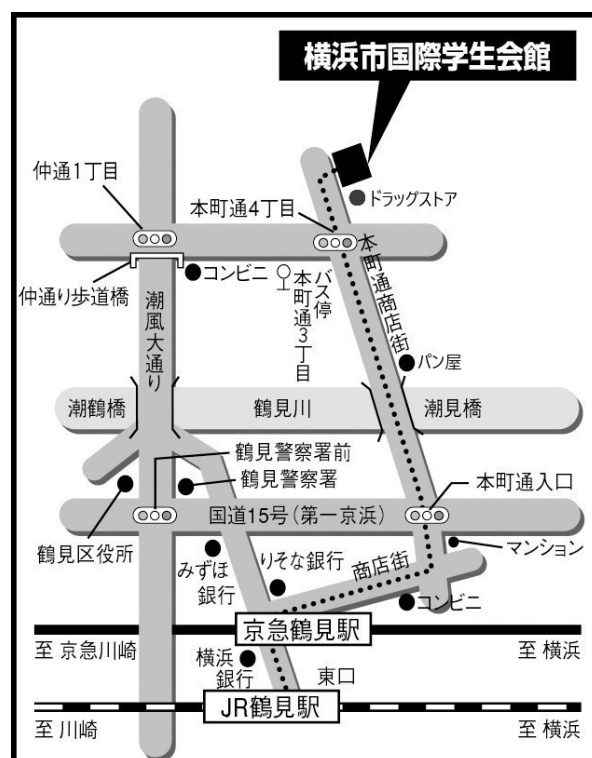 横浜市国際学生会館
仲通1丁目
本町通4丁目
ドラッグストア
仲通り歩道橋
コンビニ
バス停
本町通3丁目
本町通商店街
潮風大通り
パン屋
潮鶴橋
鶴見川
潮見橋
鶴見警察署前
鶴見警察署
本町通入口
国道15号(第一京浜)
鶴見区役所
みずほ
銀行
りそな銀行
商店街
マンション
コンビニ
京急鶴見駅
至 京急川崎
至 横浜
横浜
銀行
東口
JR鶴見駅
至 川崎
至 横浜